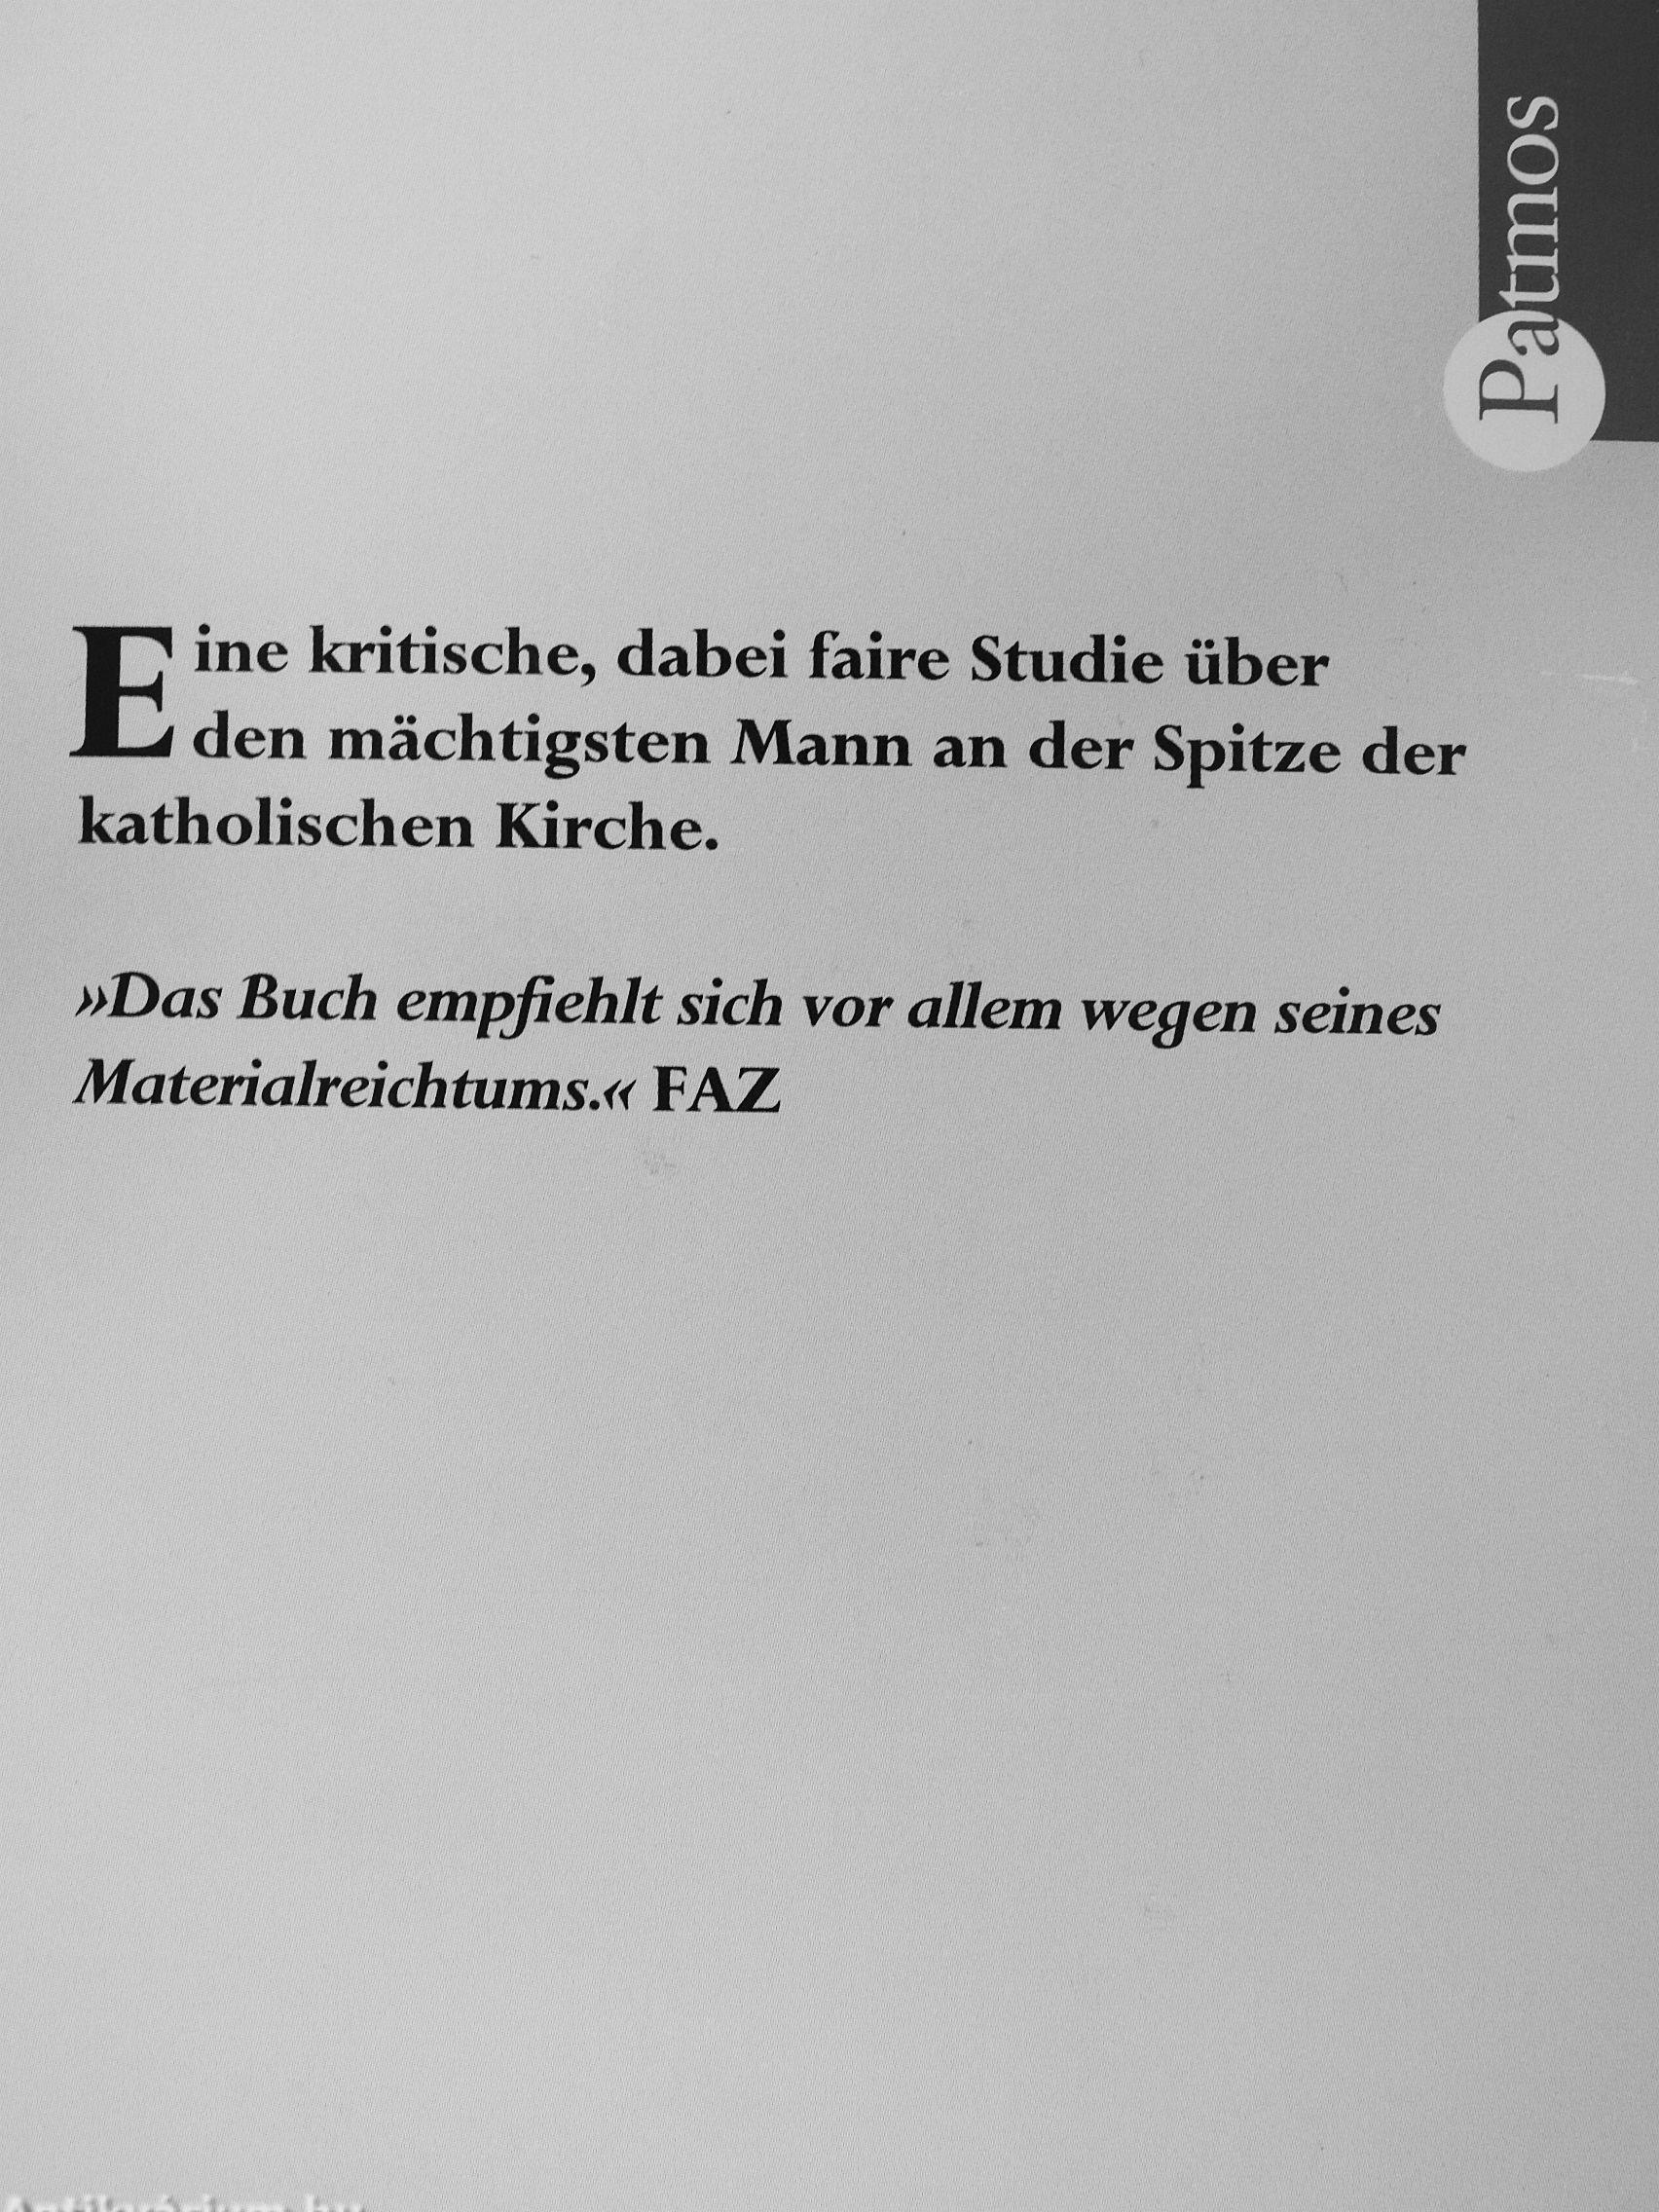 Patmos
Eine kritische, dabei faire Studie über
den mächtigsten Mann an der Spitze der
katholischen Kirche.
»Das Buch empfiehlt sich vor allem wegen seines
Materialreichtums.« FAZ